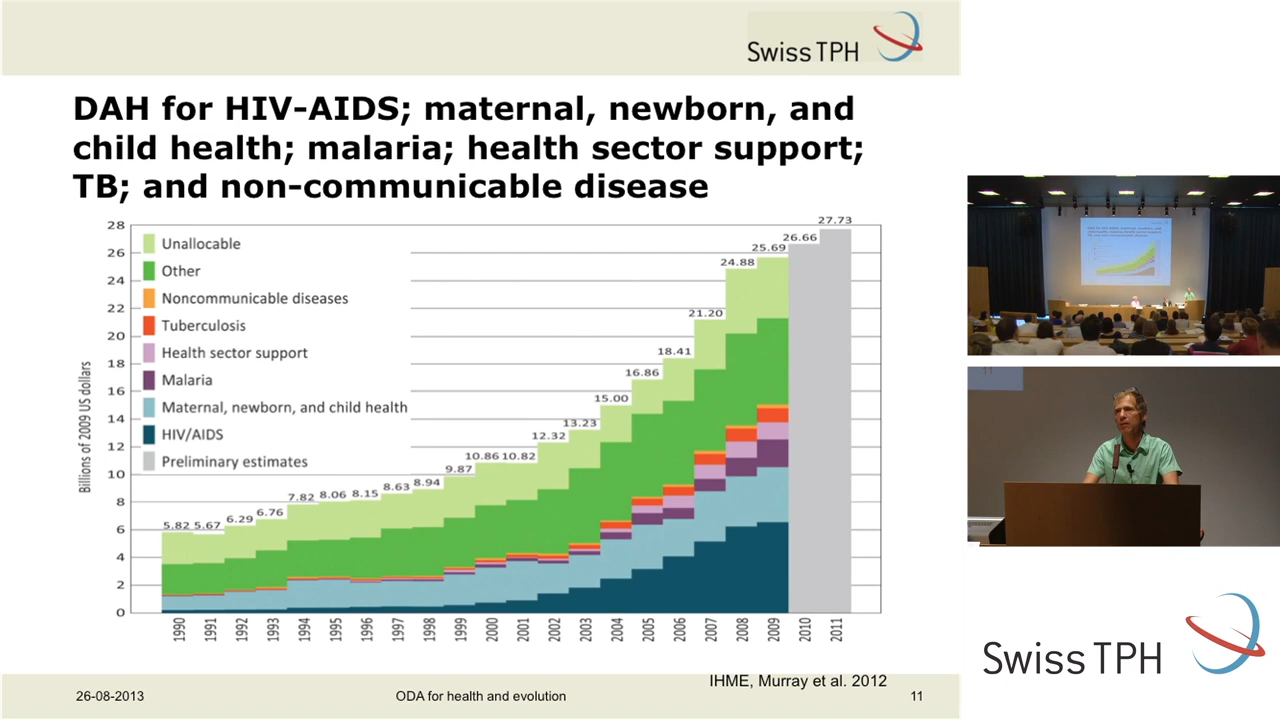 Swiss TPH
DAH for HIV-AIDS; maternal, newborn, and
child health; malaria; health sector support;
TB; and non-communicable disease
Billions of 2009 US dollars
28
26
24
22
20
18
16
14
12
10
8
6
4
2
0
Unallocable
Other
Noncommunicable diseases
Tuberculosis
Health sector support
Malaria
Maternal, newborn, and child health
HIV/AIDS
Preliminary estimates
5.82 5.67 6.29 6.76 7.82 8.06 8.15 8.63 8.94 9.87 10.86 10.82 12.32 13.23 15.00 16.86 18.41 21.20 24.88 25.69 26.66 27.73
1990 1991 1992 1993 1994 1995 1996 1997 1998 1999 2000 2001 2002 2003 2004 2005 2006 2007 2008 2009 2010 2011
IHME, Murray et al. 2012
26-08-2013 ODA for health and evolution 11
Swiss TPH